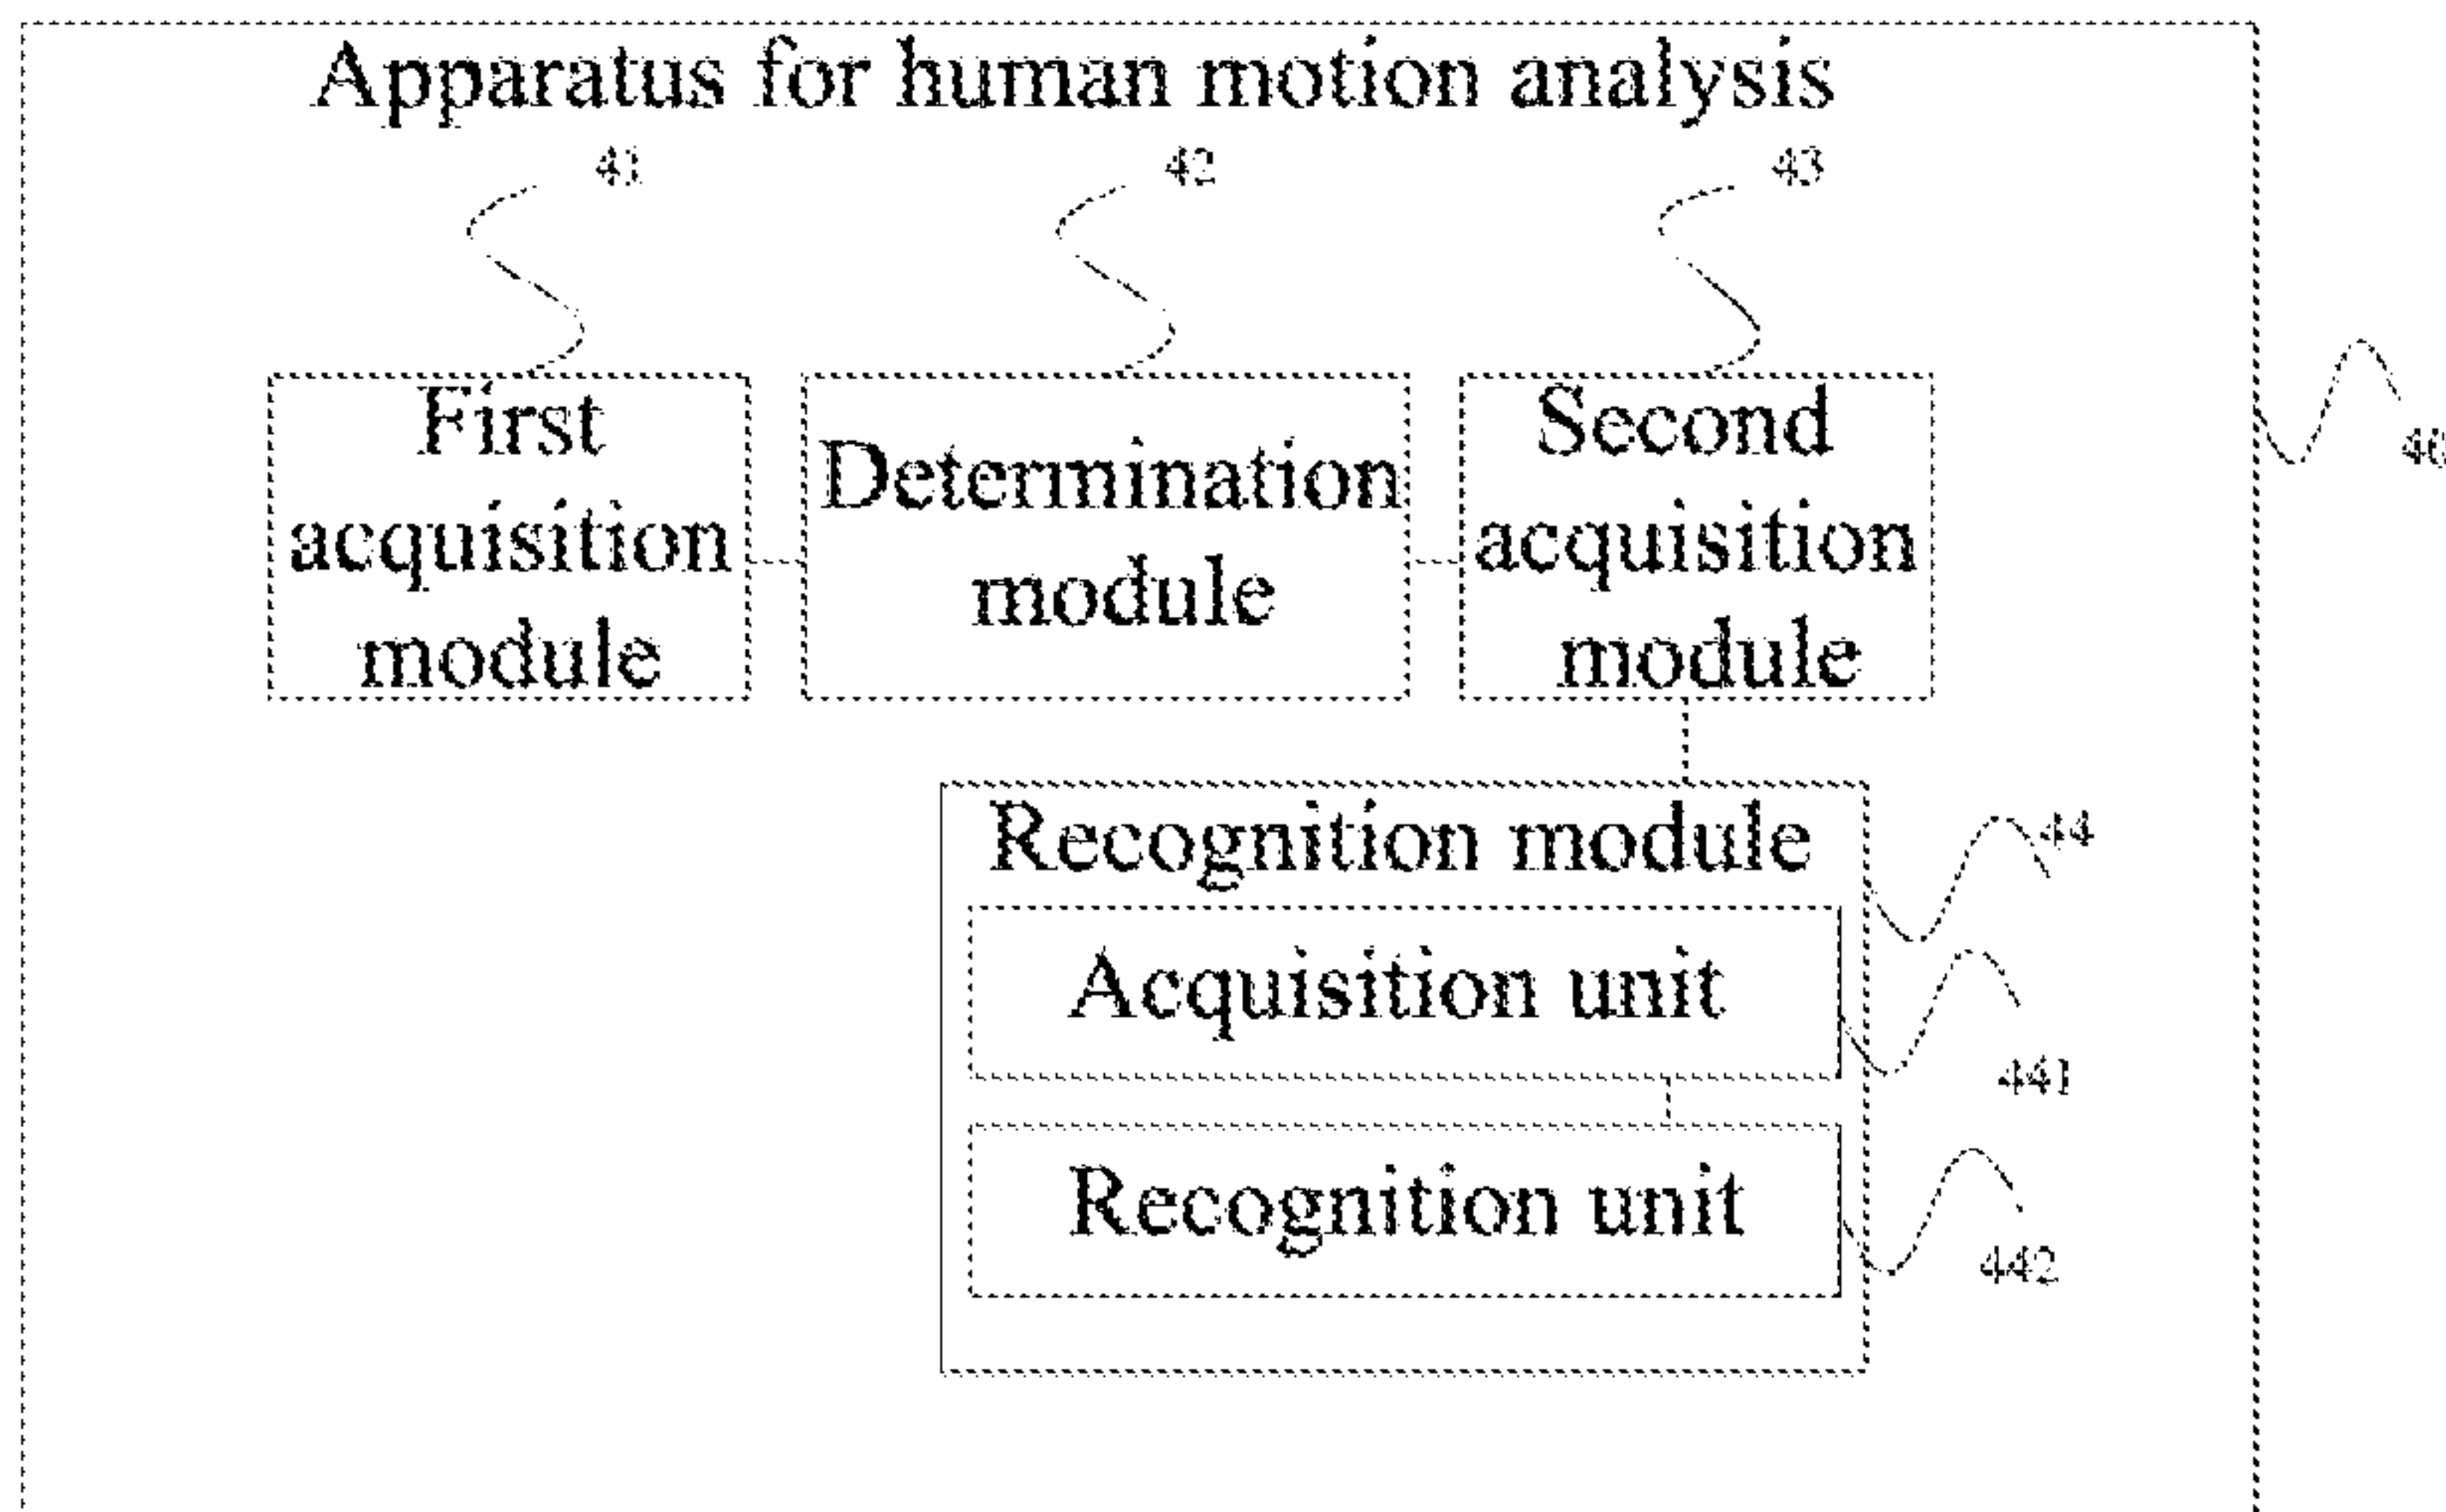 Apparatus for human motion analysis
41
42
43
First
acquisition
module
Determination
module
Second
acquisition
module
Recognition module
44
Acquisition unit
441
Recognition unit
442